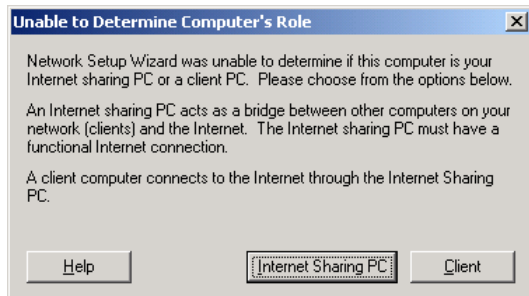 Unable to Determine Computer's Role
Network Setup Wizard was unable to determine if this computer is your
Internet sharing PC or a client PC. Please choose from the options below.
An Internet sharing PC acts as a bridge between other computers on your
network (clients) and the Internet. The Internet sharing PC must have a
functional Internet connection.
A client computer connects to the Internet through the Internet Sharing
PC.
Help
Internet Sharing PC
Client